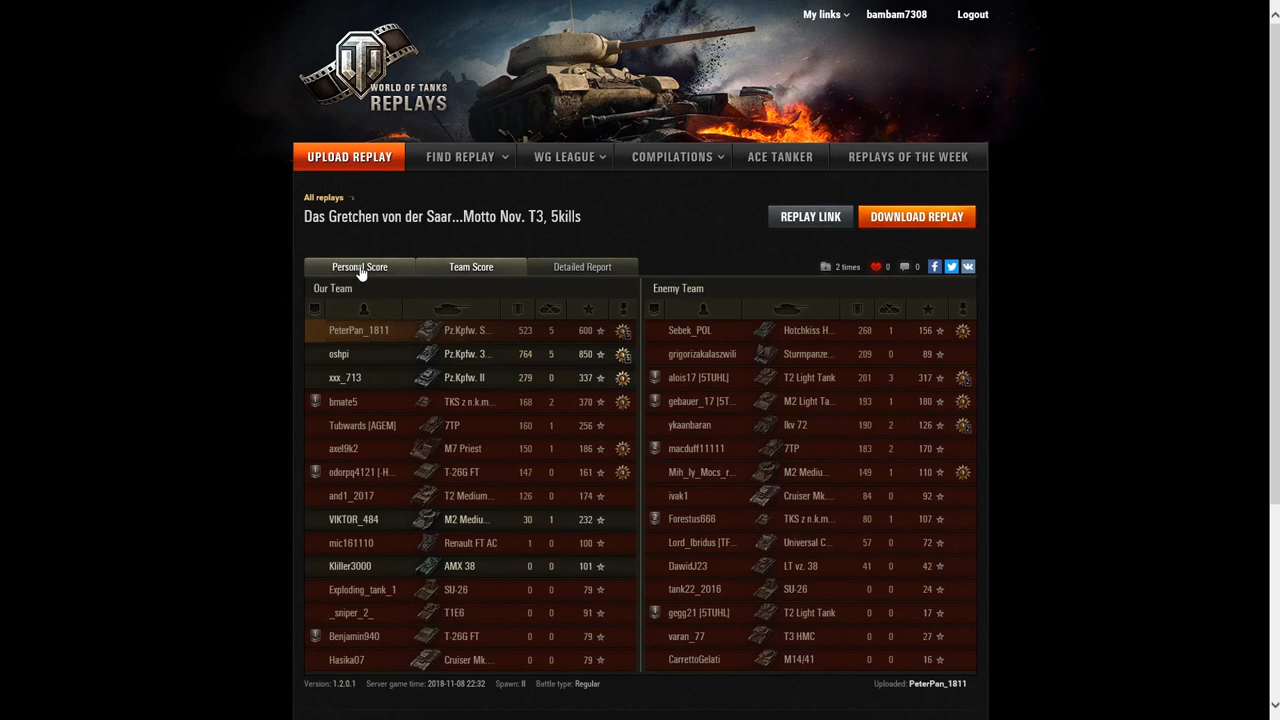 My links bambam7308 Logout
WORLD OF TANKS
REPLAYS
UPLOAD REPLAY FIND REPLAY WG LEAGUE COMPILATIONS ACE TANKER REPLAYS OF THE WEEK
All replays
Das Gretchen von der Saar...Motto Nov. T3, 5kills
REPLAY LINK DOWNLOAD REPLAY
Personal Score Team Score Detailed Report 2 times 0 0
Our Team Enemy Team
PeterPan_1811 Pz.Kpfw. S... 523 5 600 Sebek_POL Hotchkiss H... 268 1 156
oshpi Pz.Kpfw. 3... 764 5 850 grigorizakalaszwili Sturmpanze... 209 0 89
xxx_713 Pz.Kpfw. II 279 0 337 alois17 [5TUHL] T2 Light Tank 201 3 317
bmate5 TKS z n.k.m... 168 2 370 gebauer_17 [5T... M2 Light Ta... 193 1 180
Tubwards [AGEM] 7TP 160 1 256 ykaanbaran Ikv 72 190 2 126
axel9k2 M7 Priest 150 1 186 macduff11111 7TP 183 2 170
odorpq4121 [-H... T-26G FT 147 0 161 Mih_ly_Mocs_r... M2 Mediu... 149 1 110
and1_2017 T2 Medium... 126 0 174 ivak1 Cruiser Mk.... 84 0 92
VIKTOR_484 M2 Mediu... 30 1 232 Forestus666 TKS z n.k.m... 80 1 107
mic161110 Renault FT AC 1 0 100 Lord_Ibridus [TF... Universal C... 57 0 72
Kliller3000 AMX 38 0 0 101 DawidJ23 LT vz. 38 41 0 42
Exploding_tank_1 SU-26 0 0 79 tank22_2016 SU-26 0 0 24
_sniper_2_ T1E6 0 0 91 gegg21 [5TUHL] T2 Light Tank 0 0 17
Benjamin940 T-26G FT 0 0 79 varan_77 T3 HMC 0 0 27
Hasika07 Cruiser Mk.... 0 0 79 CarrettoGelati M14/41 0 0 16
Version: 1.2.0.1 Server game time: 2018-11-08 22:32 Spawn: II Battle type: Regular Uploaded: PeterPan_1811